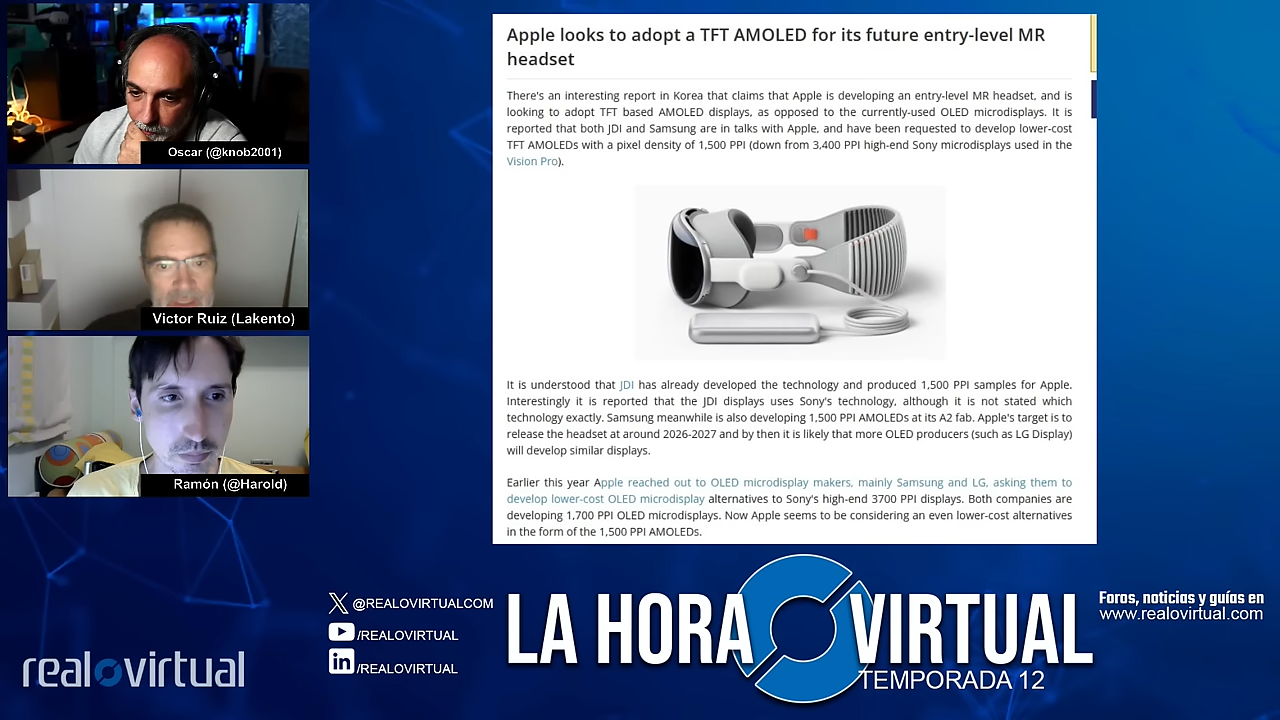 Oscar (@knob2001)
Victor Ruiz (Lakento)
Ramón (@Harold)
Apple looks to adopt a TFT AMOLED for its future entry-level MR
headset
There's an interesting report in Korea that claims that Apple is developing an entry-level MR headset, and is
looking to adopt TFT based AMOLED displays, as opposed to the currently-used OLED microdisplays. It is
reported that both JDI and Samsung are in talks with Apple, and have been requested to develop lower-cost
TFT AMOLEDs with a pixel density of 1,500 PPI (down from 3,400 PPI high-end Sony microdisplays used in the
Vision Pro).
It is understood that JDI has already developed the technology and produced 1,500 PPI samples for Apple.
Interestingly it is reported that the JDI displays uses Sony's technology, although it is not stated which
technology exactly. Samsung meanwhile is also developing 1,500 PPI AMOLEDs at its A2 fab. Apple's target is to
release the headset at around 2026-2027 and by then it is likely that more OLED producers (such as LG Display)
will develop similar displays.
Earlier this year Apple reached out to OLED microdisplay makers, mainly Samsung and LG, asking them to
develop lower-cost OLED microdisplay alternatives to Sony's high-end 3700 PPI displays. Both companies are
developing 1,700 PPI OLED microdisplays. Now Apple seems to be considering an even lower-cost alternatives
in the form of the 1,500 PPI AMOLEDs.
@REALOVIRTUALCOM
/REALOVIRTUAL
/REALOVIRTUAL
LA HORA VIRTUAL
TEMPORADA 12
Foros, noticias y guías en
www.realovirtual.com
realovirtual